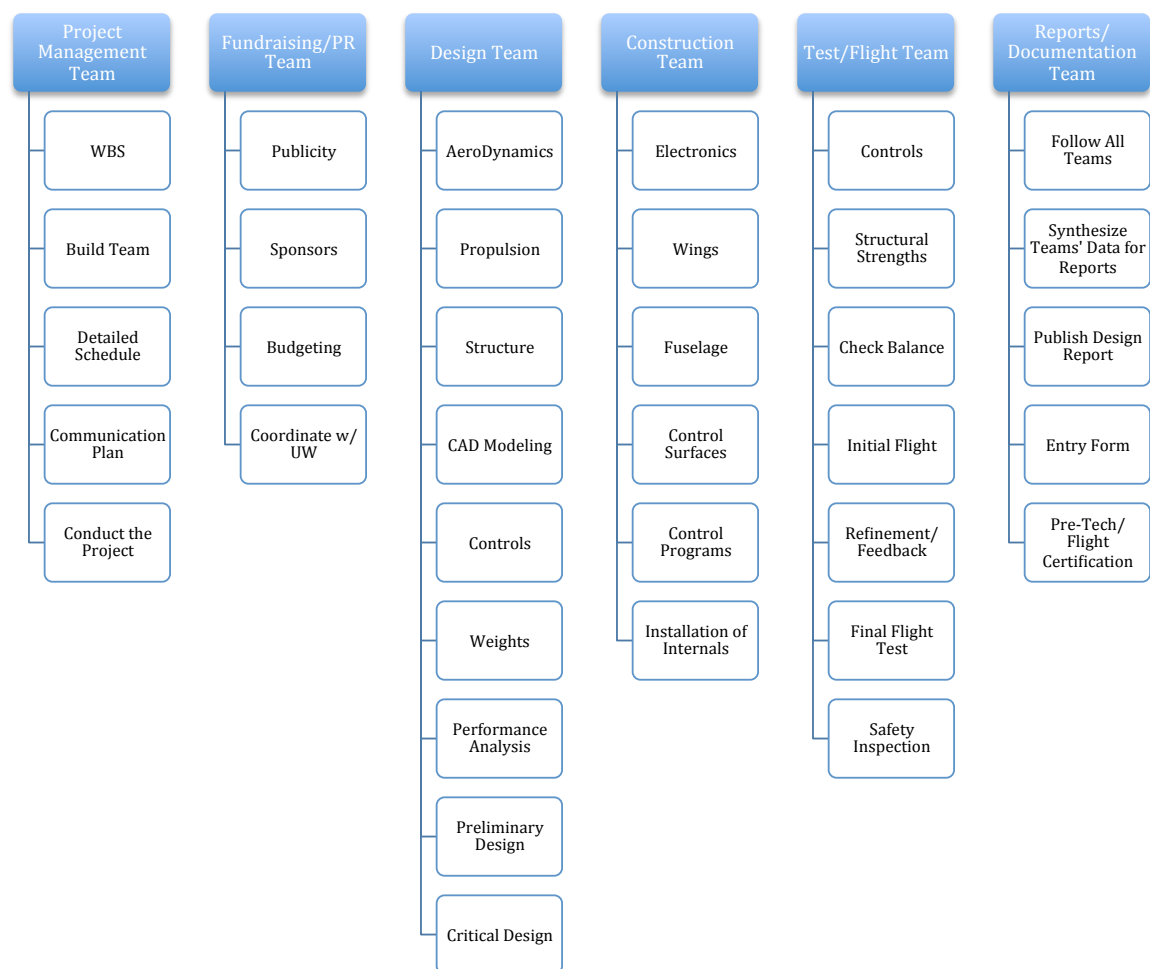 Project
Management
Team
WBS
Build Team
Detailed
Schedule
Communication
Plan
Conduct the
Project
Fundraising/PR
Team
Publicity
Sponsors
Budgeting
Coordinate w/
UW
Design Team
AeroDynamics
Propulsion
Structure
CAD Modeling
Controls
Weights
Performance
Analysis
Preliminary
Design
Critical Design
Construction
Team
Electronics
Wings
Fuselage
Control
Surfaces
Control
Programs
Installation of
Internals
Test/Flight Team
Controls
Structural
Strengths
Check Balance
Initial Flight
Refinement/
Feedback
Final Flight
Test
Safety
Inspection
Reports/
Documentation
Team
Follow All
Teams
Synthesize
Teams' Data for
Reports
Publish Design
Report
Entry Form
Pre-Tech/
Flight
Certification